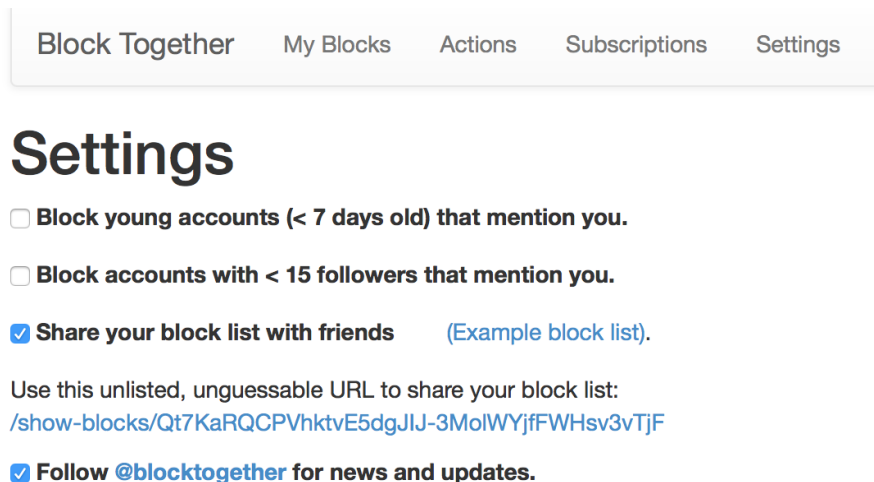 Block Together My Blocks Actions Subscriptions Settings
Settings
Block young accounts (< 7 days old) that mention you.
Block accounts with < 15 followers that mention you.
Share your block list with friends (Example block list).
Use this unlisted, unguessable URL to share your block list:
/show-blocks/Qt7KaRQCPVhktvE5dgJIJ-3MolWYjfFWHsv3vTjF
Follow @blocktogether for news and updates.